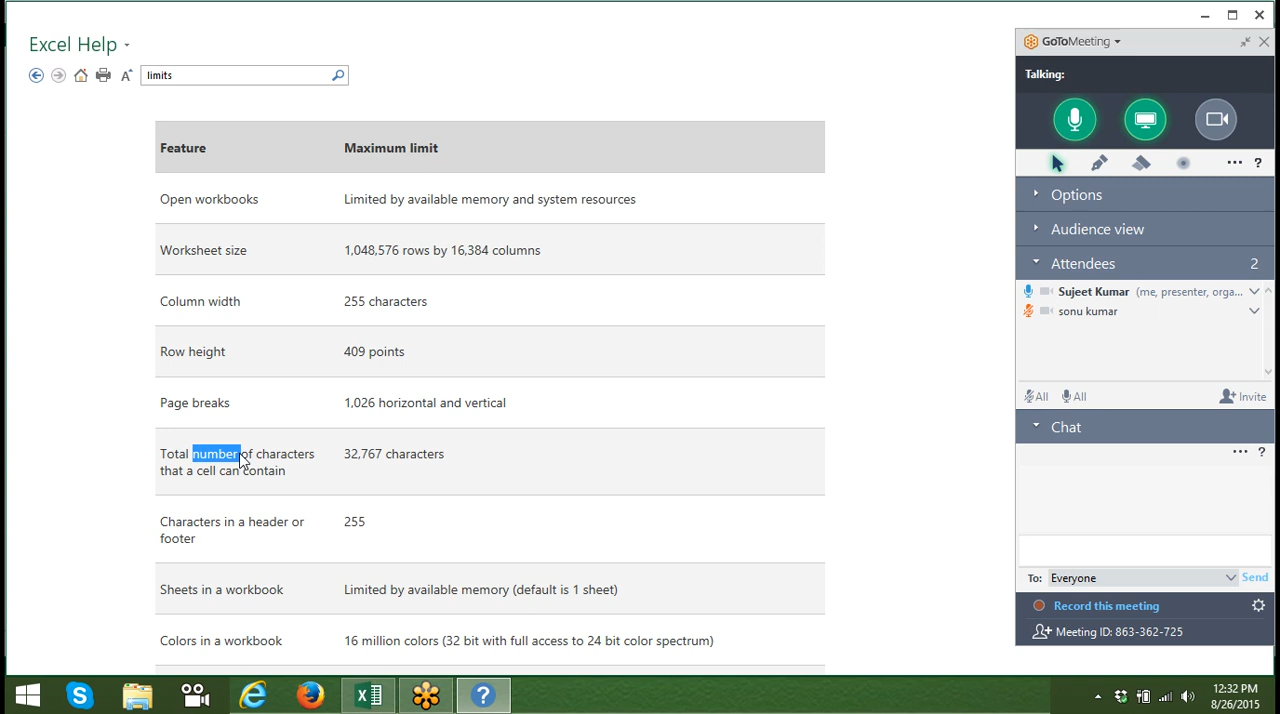 Excel Help
limits
Feature Maximum limit
Open workbooks Limited by available memory and system resources
Worksheet size 1,048,576 rows by 16,384 columns
Column width 255 characters
Row height 409 points
Page breaks 1,026 horizontal and vertical
Total number of characters 32,767 characters
that a cell can contain
Characters in a header or 255
footer
Sheets in a workbook Limited by available memory (default is 1 sheet)
Colors in a workbook 16 million colors (32 bit with full access to 24 bit color spectrum)
GoToMeeting
Talking:
Options
Audience view
Attendees 2
Sujeet Kumar (me, presenter, orga...
sonu kumar
All All Invite
Chat
To: Everyone Send
Record this meeting
Meeting ID: 863-362-725
12:32 PM
8/26/2015